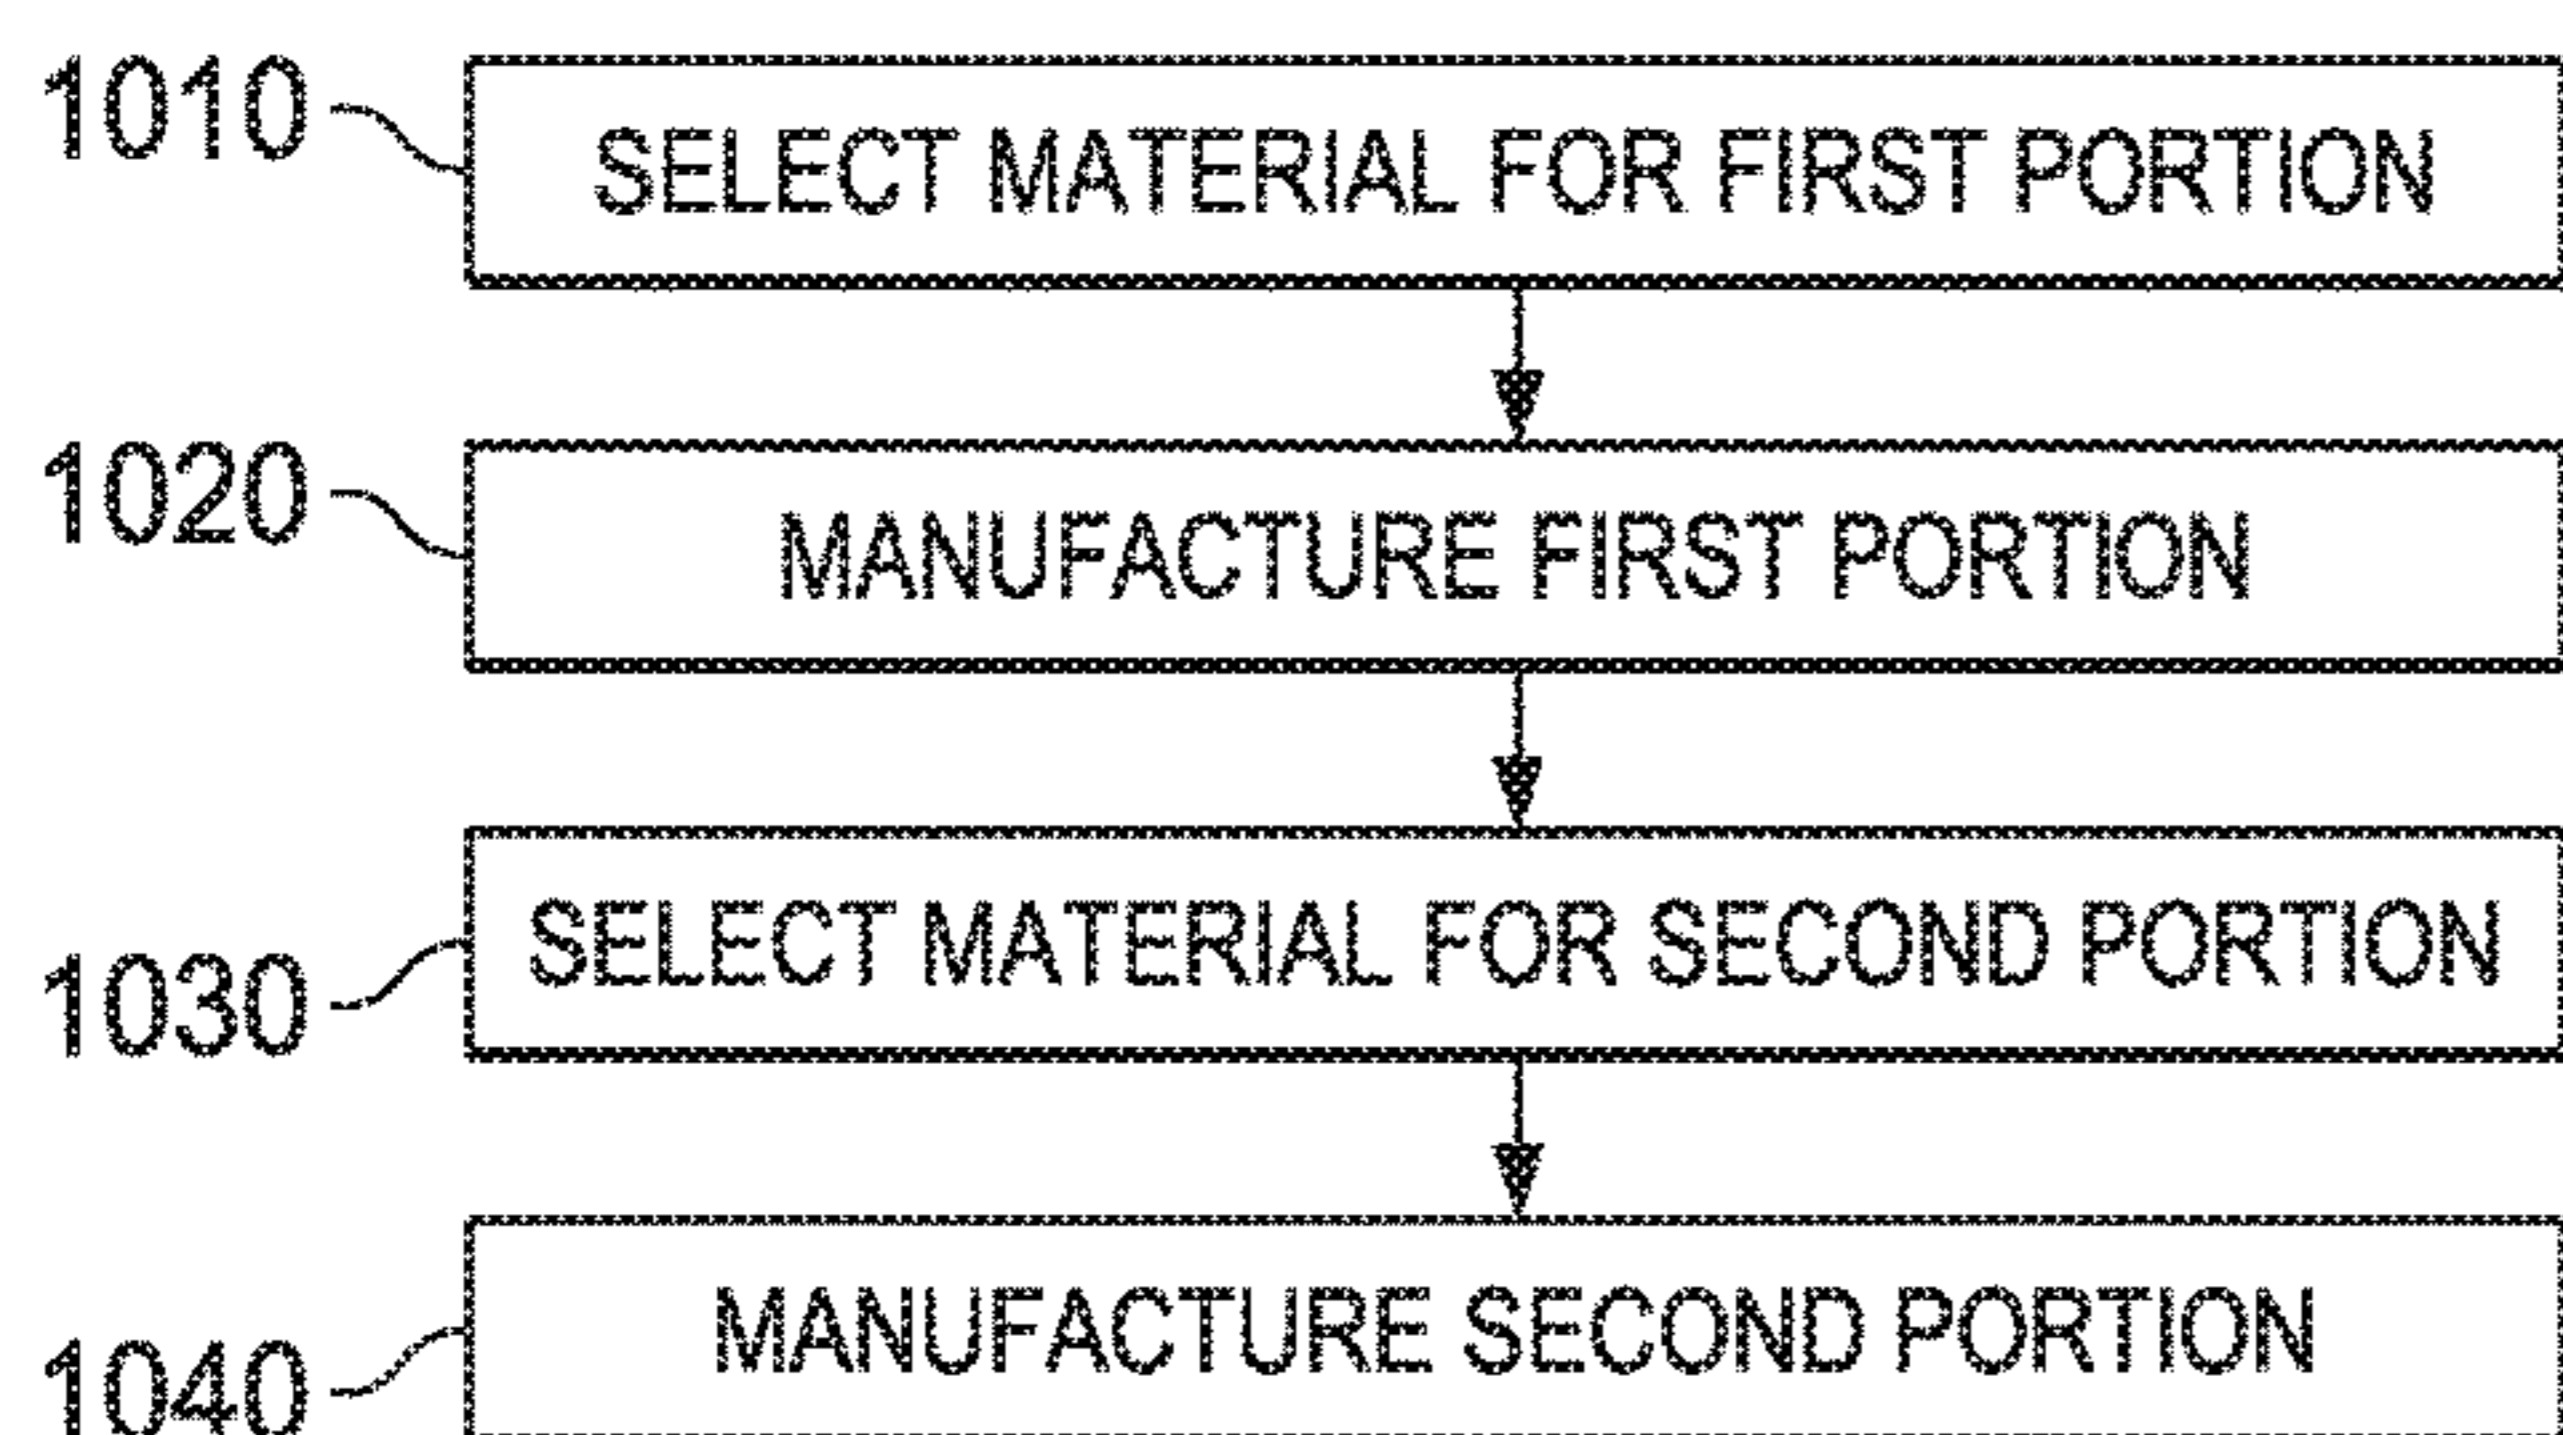 1010 SELECT MATERIAL FOR FIRST PORTION
1020 MANUFACTURE FIRST PORTION
1030 SELECT MATERIAL FOR SECOND PORTION
1040 MANUFACTURE SECOND PORTION